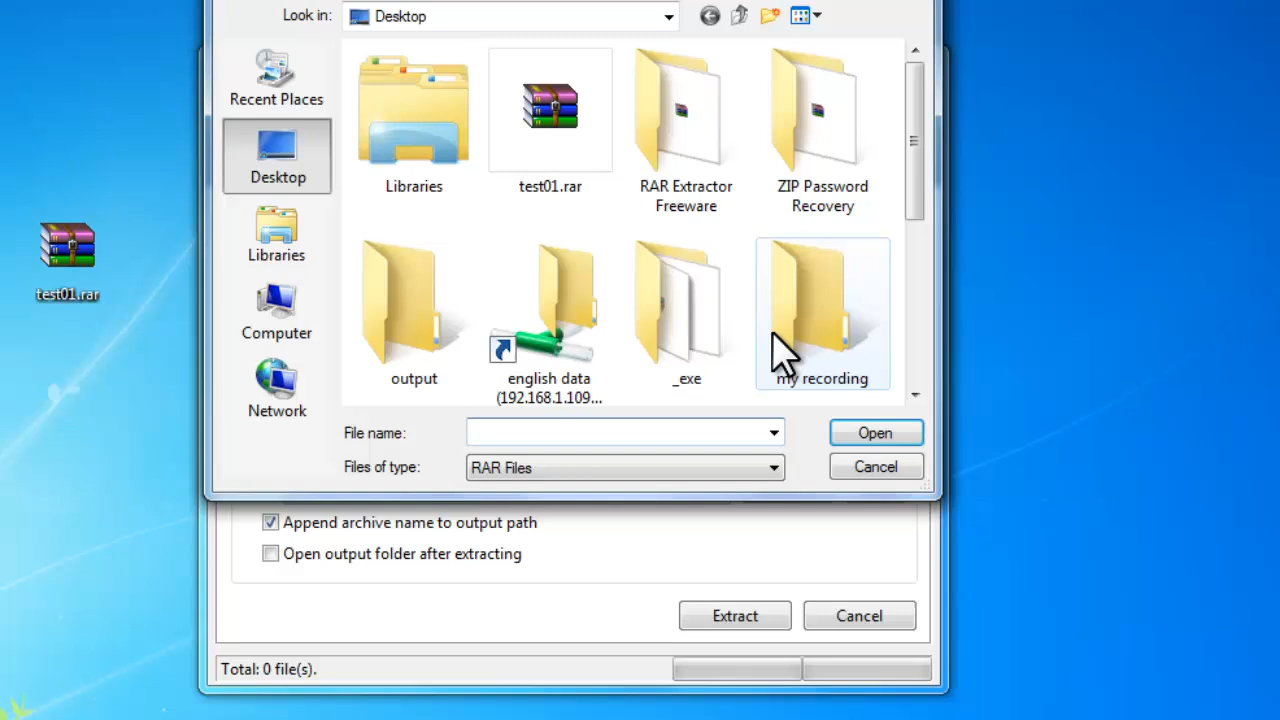 Look in:
Desktop
Recent Places
Desktop
Libraries
Computer
Network
Libraries
test01.rar
RAR Extractor
Freeware
ZIP Password
Recovery
output
english data
(192.168.1.109...
_exe
my recording
test01.rar
File name:
Open
Files of type:
RAR Files
Cancel
Append archive name to output path
Open output folder after extracting
Extract
Cancel
Total: 0 file(s).